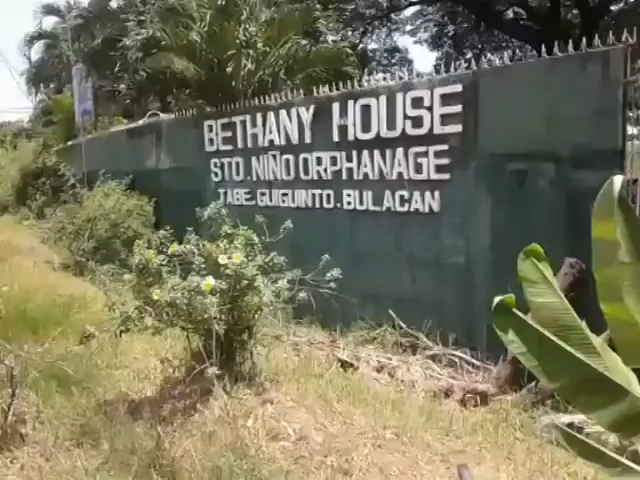 BETHANY HOUSE
STO. NIÑO ORPHANAGE
TABE. GUIGUINTO. BULACAN